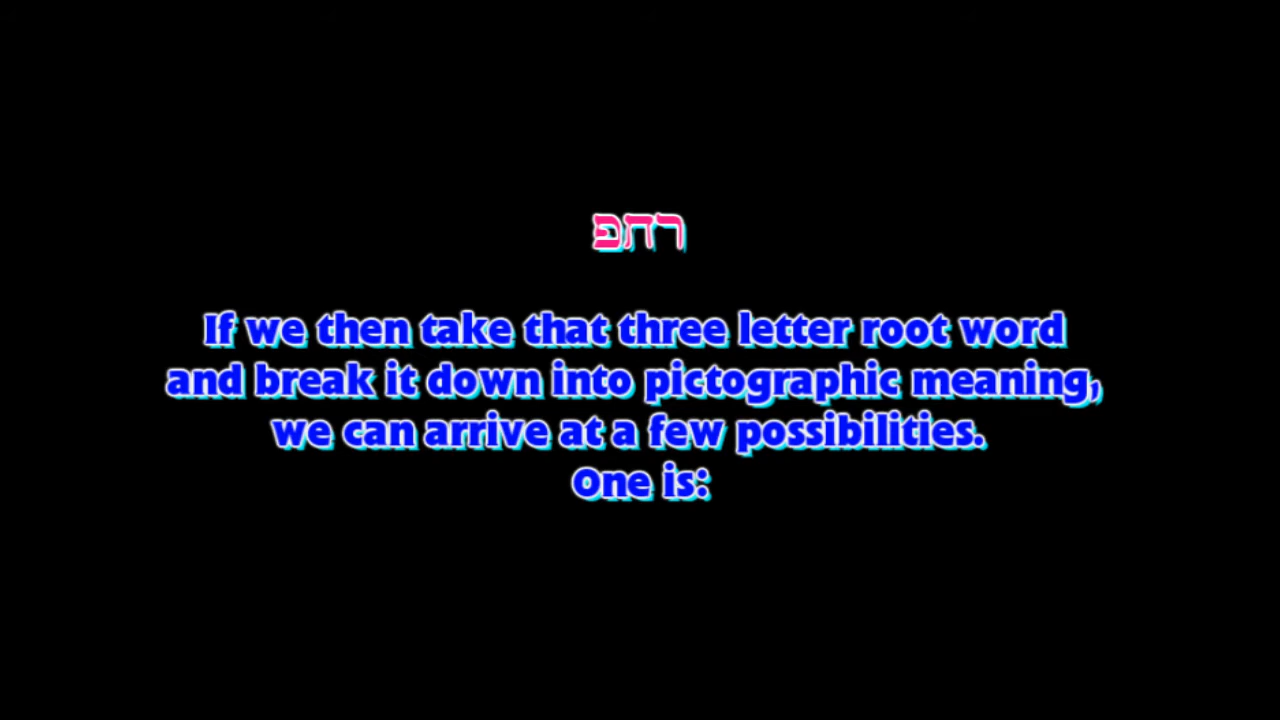 רחפ
If we then take that three letter root word
and break it down into pictographic meaning,
we can arrive at a few possibilities.
One is: